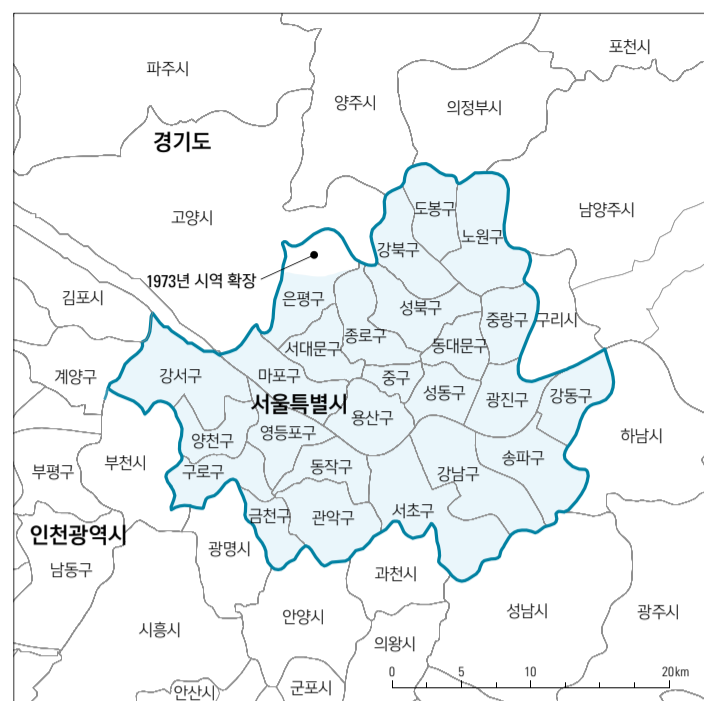 포천시
파주시
양주시
의정부시
경기도
도봉구
남양주시
고양시
노원구
강북구
1973년 시역 확장
김포시
은평구
성북구
종로구
중랑구
구리시
서대문구
동대문구
계양구
강서구
마포구
중구
성동구
광진구
강동구
서울특별시
용산구
영등포구
양천구
하남시
부평구
부천시
구로구
동작구
송파구
강남구
금천구
관악구
서초구
인천광역시
광명시
남동구
과천시
안양시
성남시
광주시
시흥시
의왕시
안산시
군포시
0 5 10 20km